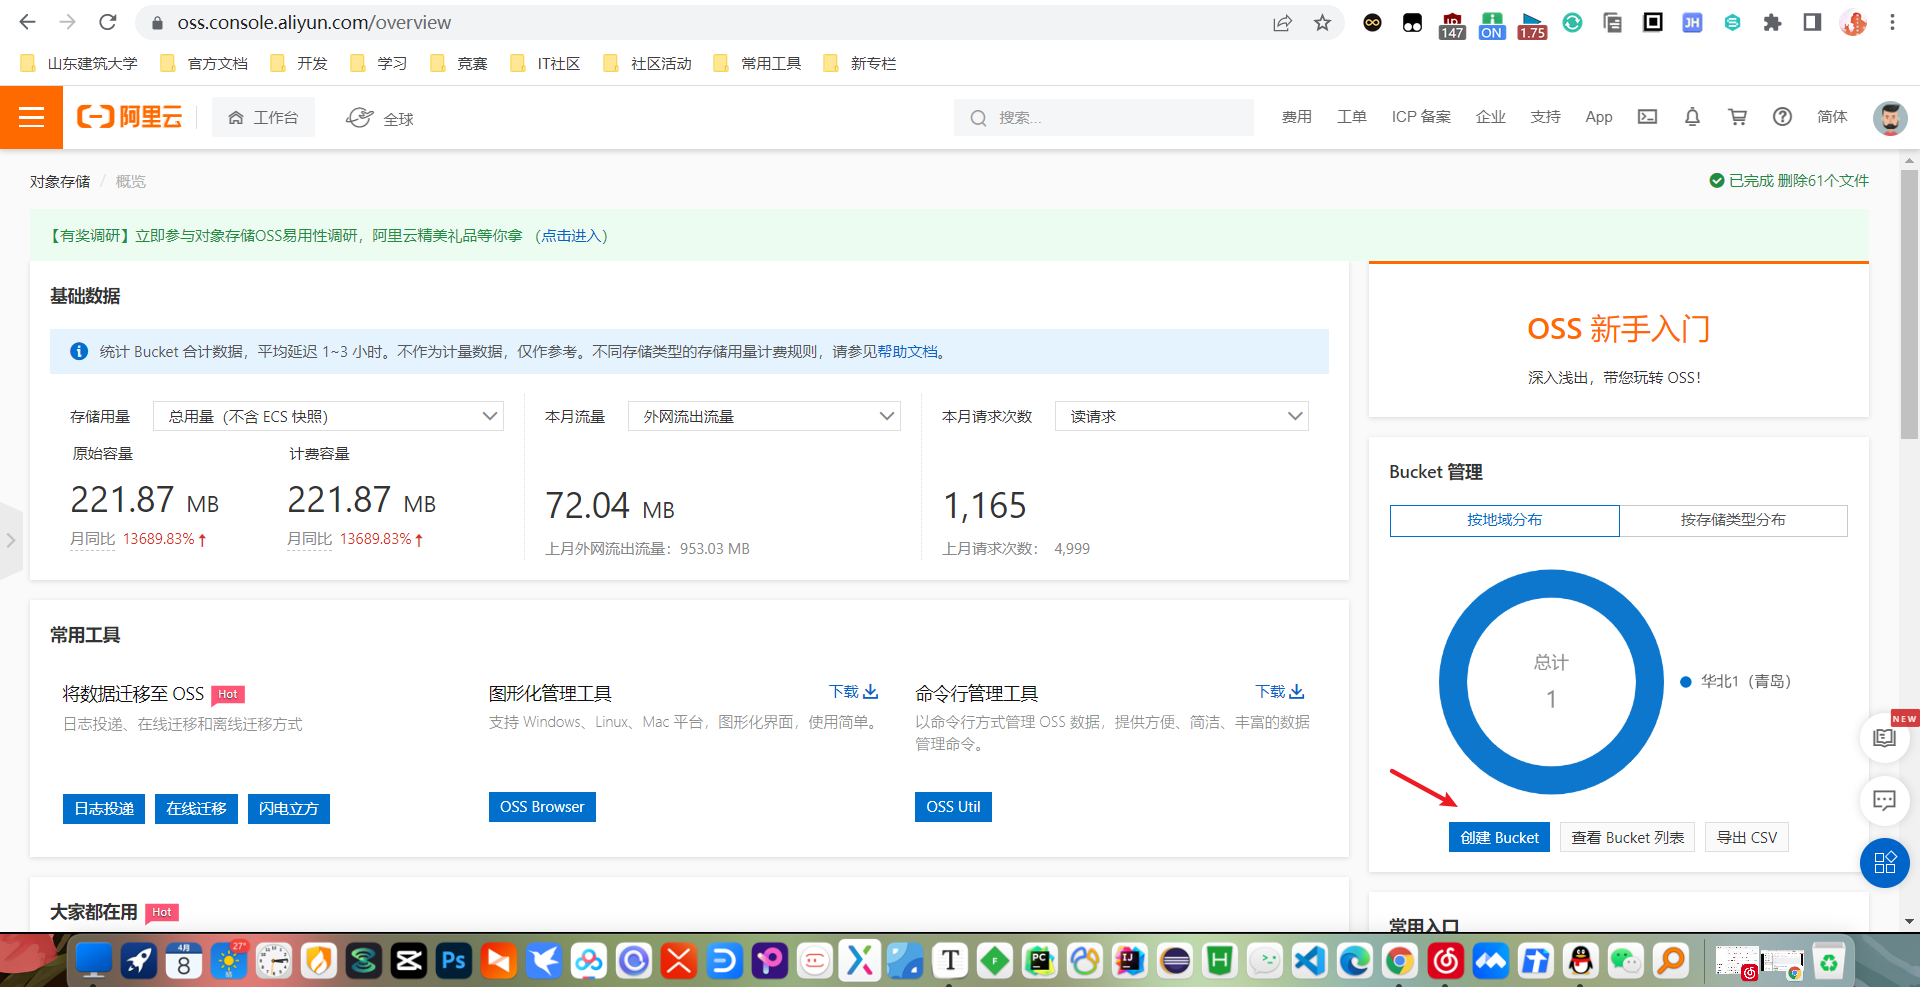 oss.console.aliyun.com/overview
147
ON
1.75
JH
山东建筑大学 官方文档 开发 学习 竞赛 IT社区 社区活动 常用工具 新专栏
阿里云 工作台 全球 搜索... 费用 工单 ICP 备案 企业 支持 App 简体
对象存储 / 概览
已完成 删除61个文件
【有奖调研】立即参与对象存储OSS易用性调研，阿里云精美礼品等你拿 （点击进入）
基础数据
统计 Bucket 合计数据，平均延迟 1~3 小时。不作为计量数据，仅作参考。不同存储类型的存储用量计费规则，请参见帮助文档。
存储用量 总用量（不含 ECS 快照）
原始容量 计费容量
221.87 MB 221.87 MB
月同比 13689.83% 月同比 13689.83%
本月流量 外网流出流量
72.04 MB
上月外网流出流量： 953.03 MB
本月请求次数 读请求
1,165
上月请求次数： 4,999
常用工具
将数据迁移至 OSS Hot
日志投递、在线迁移和离线迁移方式
日志投递 在线迁移 闪电立方
图形化管理工具 下载
支持 Windows、Linux、Mac 平台，图形化界面，使用简单。
OSS Browser
命令行管理工具 下载
以命令行方式管理 OSS 数据，提供方便、简洁、丰富的数据
管理命令。
OSS Util
大家都在用 Hot
OSS 新手入门
深入浅出，带您玩转 OSS！
Bucket 管理
按地域分布 按存储类型分布
总计
1
华北1（青岛）
创建 Bucket 查看 Bucket 列表 导出 CSV
NEW
常用入口
4月
8
27°
Ps
T
F
PC
IJ
H